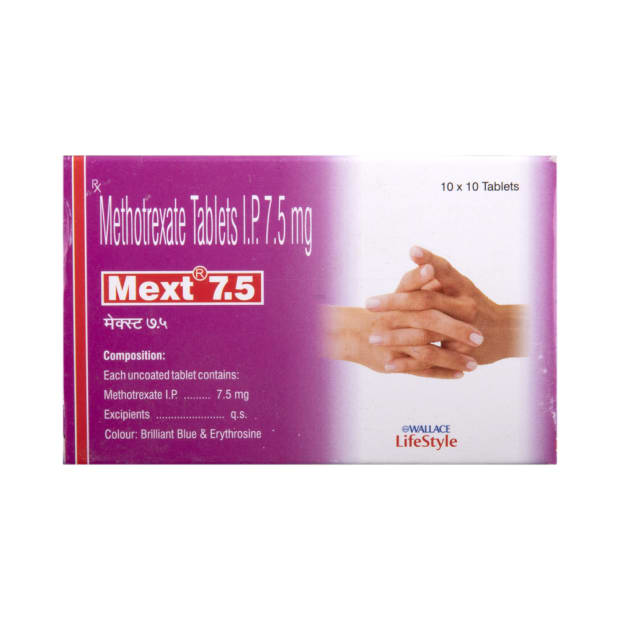 Rx
10 x 10 Tablets
Methotrexate Tablets I.P. 7.5 mg
Mext® 7.5
मेक्स्ट ७.५
Composition:
Each uncoated tablet contains:
Methotrexate I.P. ......... 7.5 mg
Excipients ....................... q.s.
Colour: Brilliant Blue & Erythrosine
WALLACE
LifeStyle